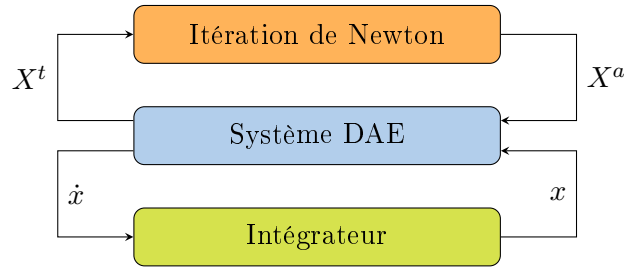 Itération de Newton
X^t
X^a
Système DAE
ẋ
x
Intégrateur